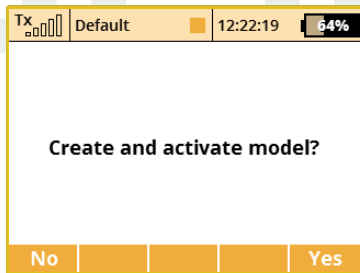 Tx Default 12:22:19 64%
Create and activate model?
No Yes